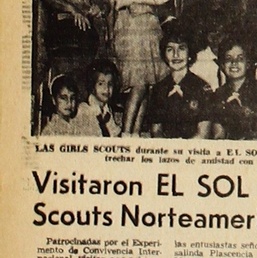 LAS GIRLS SCOUTS durante su visita a EL SO
trechar los lazos de amistad con
Visitaron EL SOL
Scouts Norteamer
Patrocinadas por el Experi-
mento de Convivencia Inter-
las entusiastas seño
salinda Plascencia